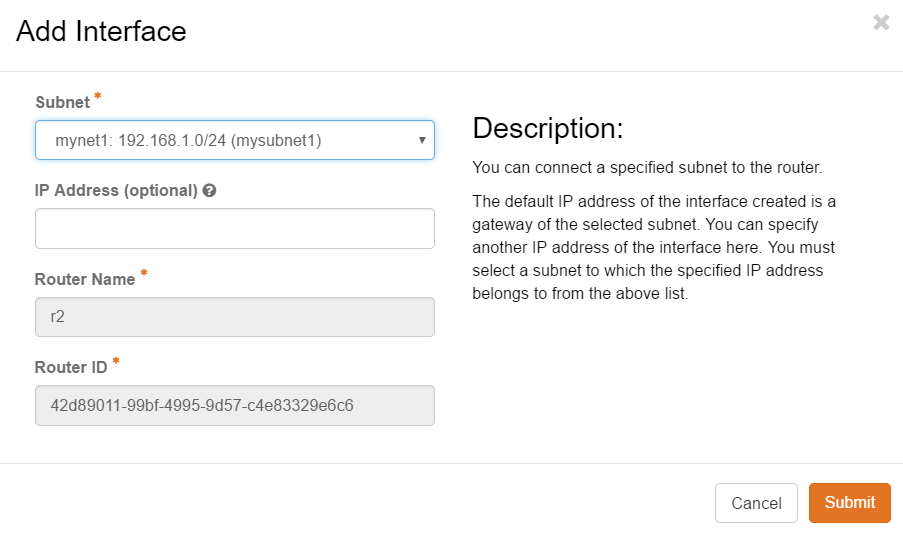 Add Interface
×
Subnet *
mynet1: 192.168.1.0/24 (mysubnet1)
IP Address (optional)
Router Name *
r2
Router ID *
42d89011-99bf-4995-9d57-c4e83329e6c6
Description:
You can connect a specified subnet to the router.
The default IP address of the interface created is a
gateway of the selected subnet. You can specify
another IP address of the interface here. You must
select a subnet to which the specified IP address
belongs to from the above list.
Cancel
Submit